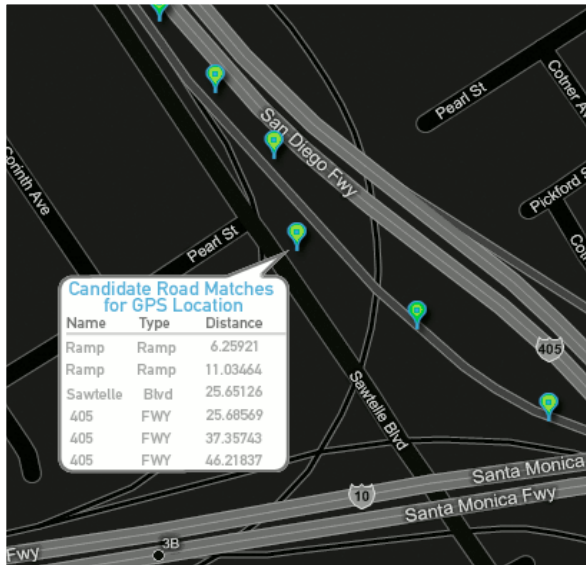 Pearl St
Cotner Av
San Diego Fwy
Corinth Ave
Pickford S
Pearl St
Cotn
Candidate Road Matches
for GPS Location
Name Type Distance
Ramp Ramp 6.25921
Ramp Ramp 11.03464
Sawtelle Blvd 25.65126
405 FWY 25.68569
405 FWY 37.35743
405 FWY 46.21837
405
Sawtelle Blvd
Santa Monica
10
Santa Monica Fwy
3B
Fwy